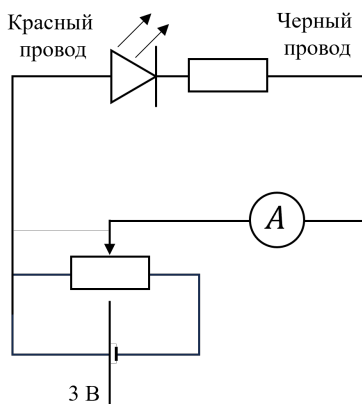 Красный
провод
Черный
провод
A
3 В